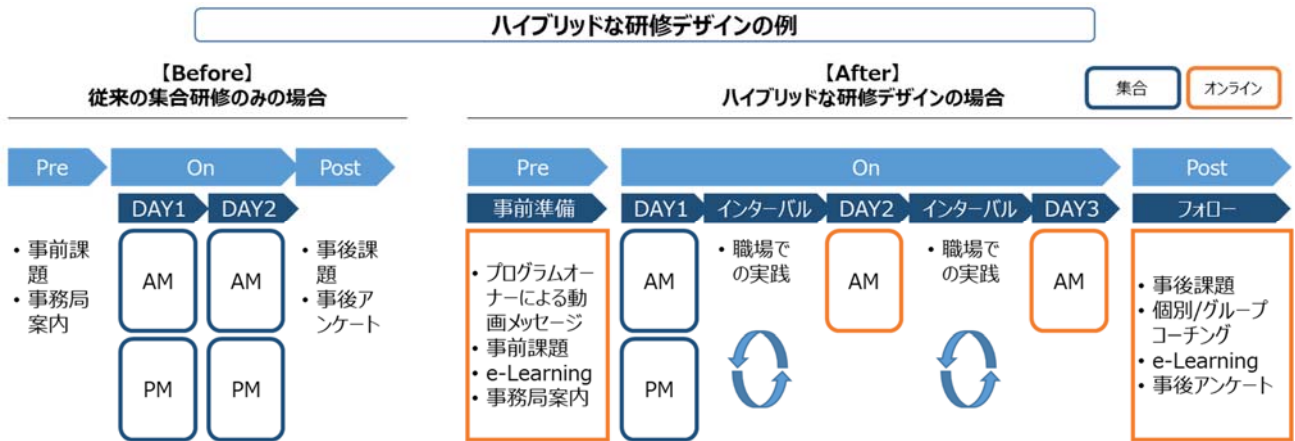 ハイブリッドな研修デザインの例
【Before】
従来の集合研修のみの場合
Pre
On
Post
DAY1
DAY2
• 事前課
題
• 事務局
案内
AM
AM
PM
PM
• 事後課
題
• 事後ア
ンケート
【After】
ハイブリッドな研修デザインの場合
集合
オンライン
Pre
On
Post
事前準備
DAY1
インターバル
DAY2
インターバル
DAY3
フォロー
• プログラムオー
ナーによる動
画メッセージ
• 事前課題
• e-Learning
• 事務局案内
AM
PM
• 職場で
の実践
AM
• 職場で
の実践
AM
• 事後課題
• 個別/グループ
コーチング
• e-Learning
• 事後アンケート